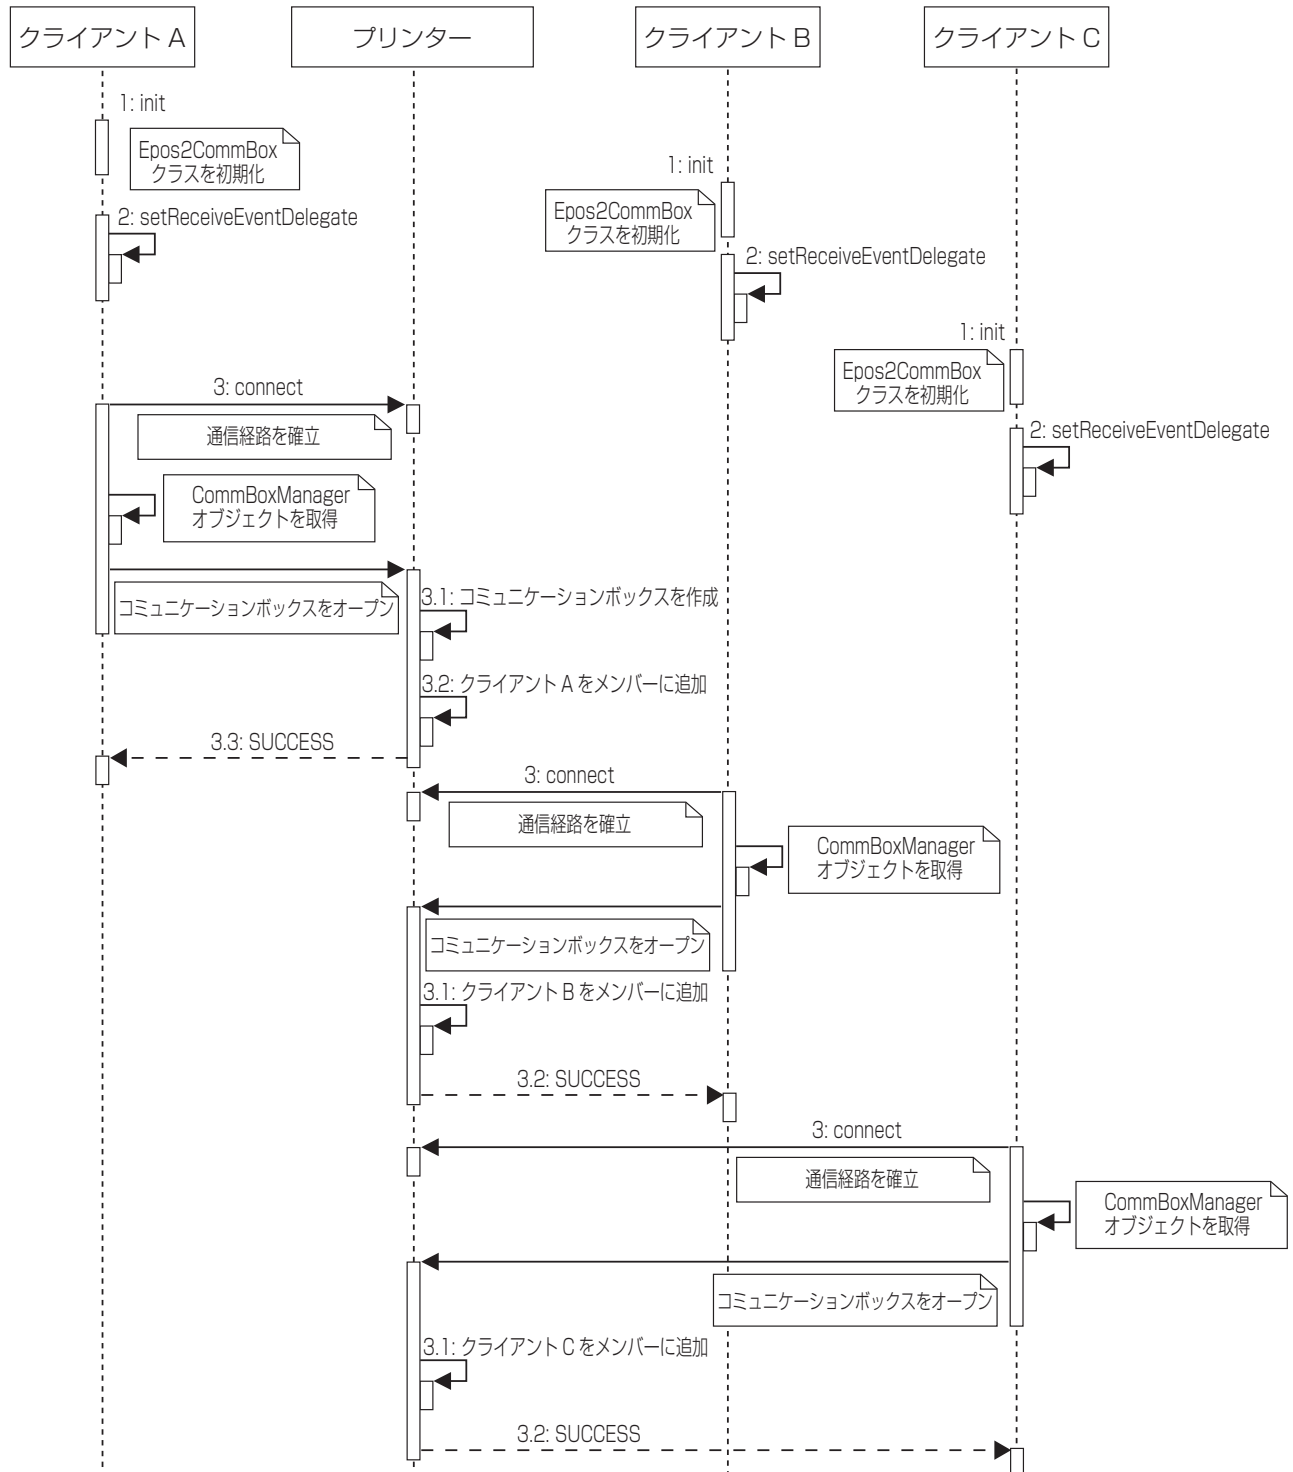 クライアント A
プリンター
クライアント B
クライアント C
1: init
Epos2CommBox
クラスを初期化
1: init
Epos2CommBox
クラスを初期化
2: setReceiveEventDelegate
2: setReceiveEventDelegate
1: init
Epos2CommBox
クラスを初期化
3: connect
通信経路を確立
2: setReceiveEventDelegate
CommBoxManager
オブジェクトを取得
コミュニケーションボックスをオープン
3.1: コミュニケーションボックスを作成
3.2: クライアント A をメンバーに追加
3.3: SUCCESS
3: connect
通信経路を確立
CommBoxManager
オブジェクトを取得
コミュニケーションボックスをオープン
3.1: クライアント B をメンバーに追加
3.2: SUCCESS
3: connect
通信経路を確立
CommBoxManager
オブジェクトを取得
コミュニケーションボックスをオープン
3.1: クライアント C をメンバーに追加
3.2: SUCCESS